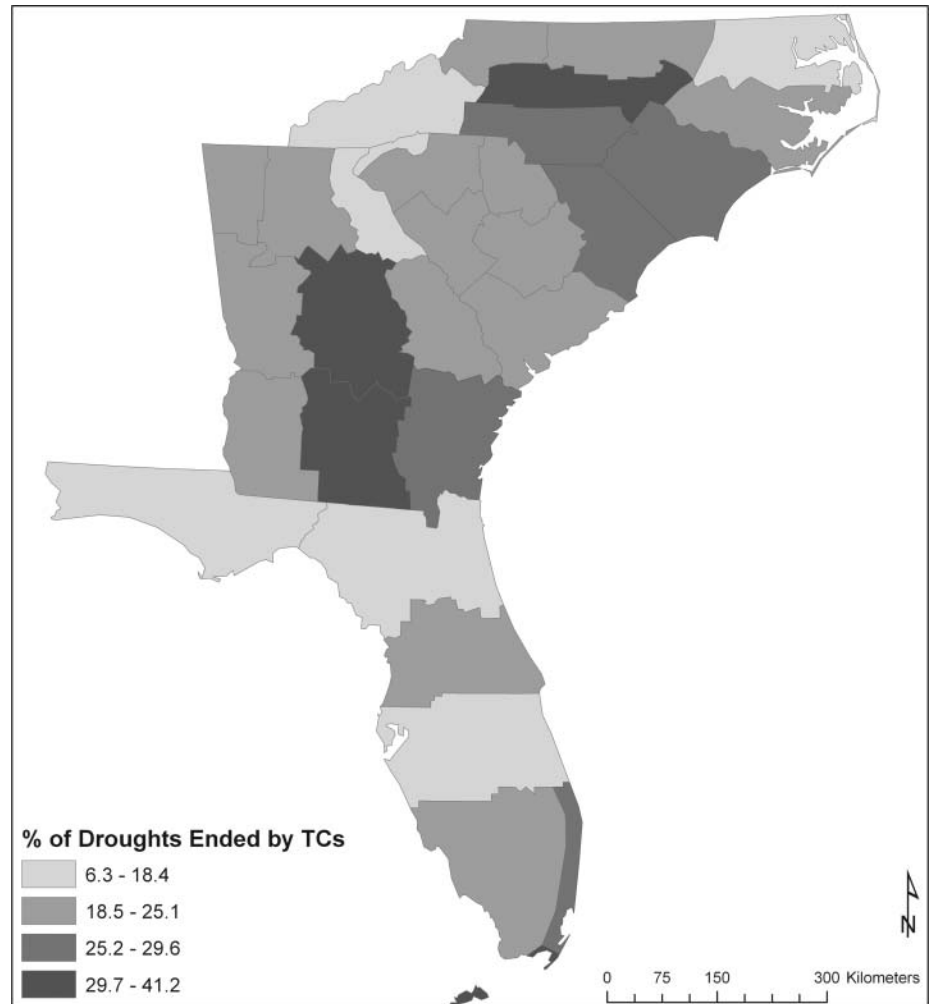 % of Droughts Ended by TCs
6.3 - 18.4
18.5 - 25.1
25.2 - 29.6
29.7 - 41.2
N
0 75 150 300 Kilometers